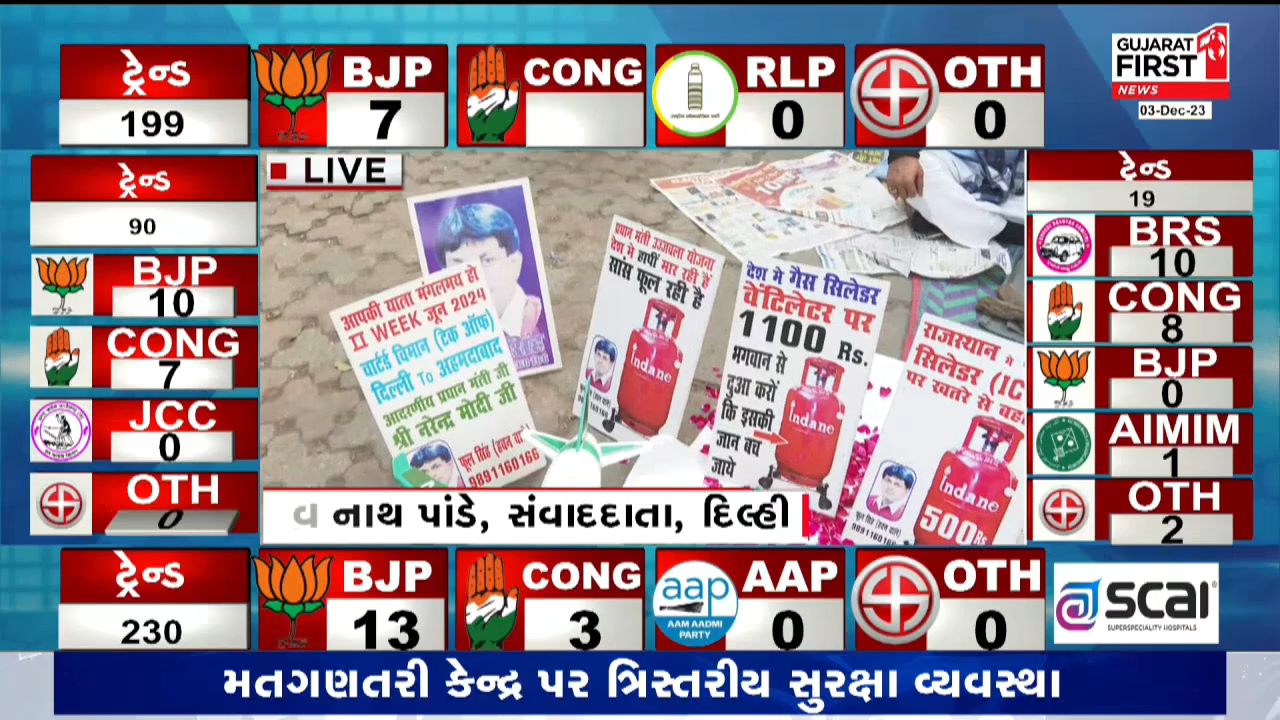 ટ્રેન્ડ
199
BJP
7
CONG
RLP
0
OTH
0
GUJARAT
FIRST
NEWS
03-Dec-23
ટ્રેન્ડ
90
BJP
10
CONG
7
JCC
0
OTH
0
LIVE
आपकी यात्रा मंगलमय हो
II WEEK जून 2024
चार्टर्ड विमान (टेक ऑफ)
दिल्ली To अहमदाबाद
आदरणीय प्रधान मंत्री जी
श्री नरेन्द्र मोदी जी
9891160166
प्रधान मंत्री उज्जवला योजना
देश मे हांफी मार रही हैं
सांस फूल रही है
Indane
देश मे गैस सिलेडर
वेंटिलेटर पर
1100 Rs.
भगवान से
दुआ करों
कि इसकी
जान बच
जाये
Indane
राजस्थान मे
सिलेडर (IC
पर खतरे से
Indane
500Rs
ટ્રેન્ડ
19
BRS
10
CONG
8
BJP
0
AIMIM
1
OTH
2
વ નાથ પાંડે, સંવાદદાતા, દિલ્હી
ટ્રેન્ડ
230
BJP
13
CONG
3
aap
AAM AADMI
PARTY
AAP
0
OTH
0
scai
SUPERSPECIALITY HOSPITALS
મતગણતરી કેન્દ્ર પર ત્રિસ્તરીય સુરક્ષા વ્યવસ્થા